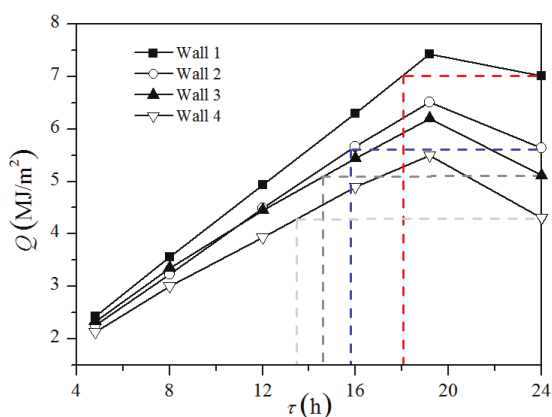 8
7
6
5
4
3
2
Q (MJ/m²)
Wall 1
Wall 2
Wall 3
Wall 4
4 8 12 16 20 24
τ (h)